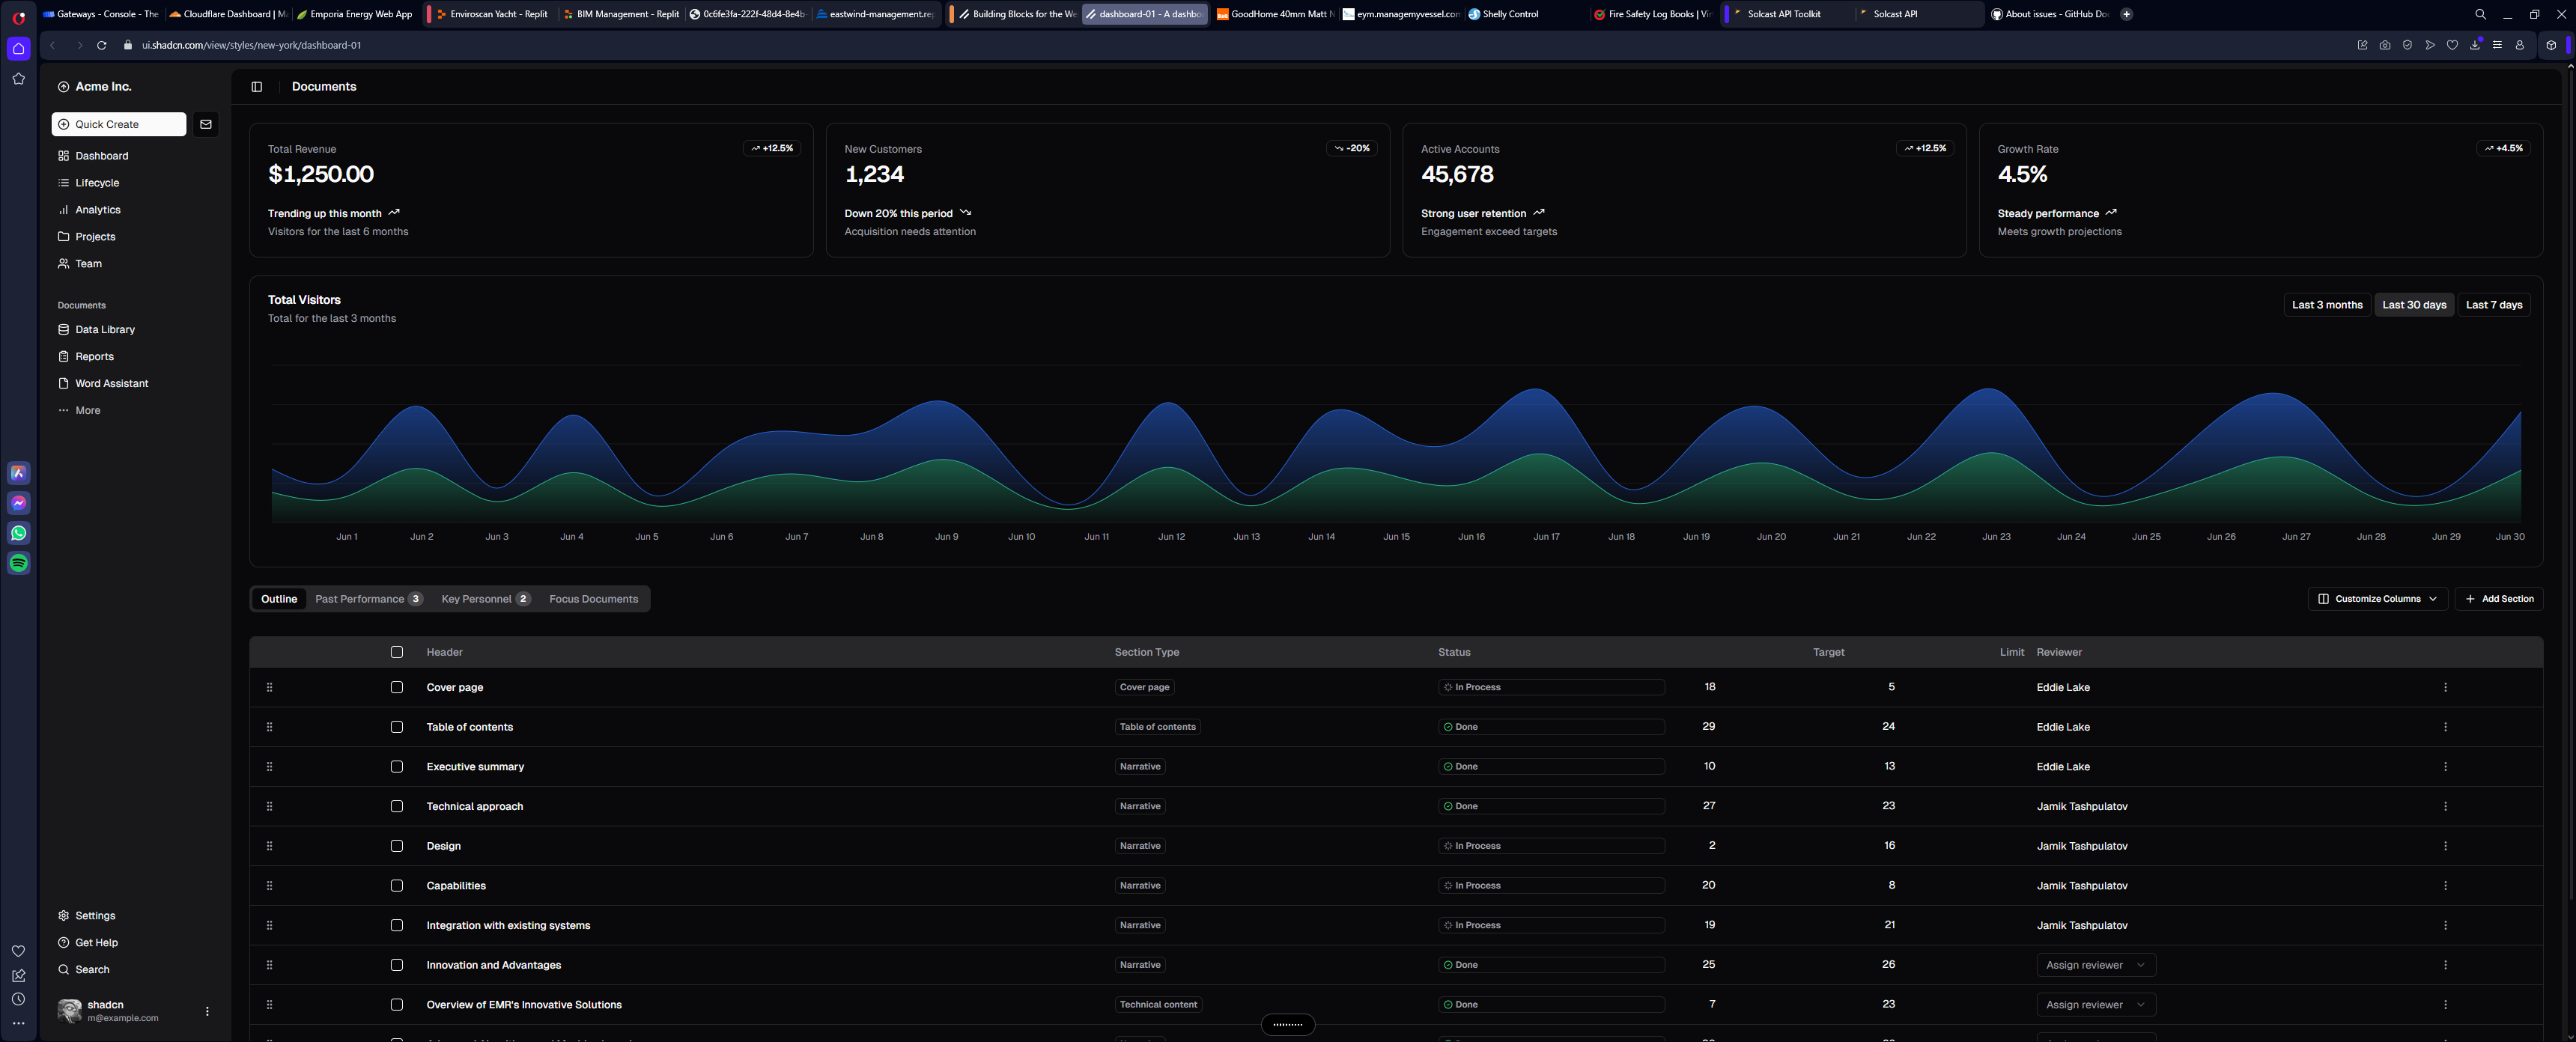 Gateways - Console - The
Cloudflare Dashboard | Ma
Emporia Energy Web App
Enviroscan Yacht - Replit
BIM Management - Replit
0c6fe3fa-222f-48d4-8e4b-
eastwind-management.rep
Building Blocks for the We
dashboard-01 - A dashbo
GoodHome 40mm Matt N
eym.managemyvessel.com
Shelly Control
Fire Safety Log Books | Vir
Solcast API Toolkit
Solcast API
About issues - GitHub Doc
ui.shadcn.com/view/styles/new-york/dashboard-01
Acme Inc.
Quick Create
Dashboard
Lifecycle
Analytics
Projects
Team
Documents
Data Library
Reports
Word Assistant
More
Settings
Get Help
Search
shadcn
m@example.com
Documents
Total Revenue
+12.5%
$1,250.00
Trending up this month
Visitors for the last 6 months
New Customers
-20%
1,234
Down 20% this period
Acquisition needs attention
Active Accounts
+12.5%
45,678
Strong user retention
Engagement exceed targets
Growth Rate
+4.5%
4.5%
Steady performance
Meets growth projections
Total Visitors
Total for the last 3 months
Last 3 months Last 30 days Last 7 days
Jun 1 Jun 2 Jun 3 Jun 4 Jun 5 Jun 6 Jun 7 Jun 8 Jun 9 Jun 10 Jun 11 Jun 12 Jun 13 Jun 14 Jun 15 Jun 16 Jun 17 Jun 18 Jun 19 Jun 20 Jun 21 Jun 22 Jun 23 Jun 24 Jun 25 Jun 26 Jun 27 Jun 28 Jun 29 Jun 30
Outline Past Performance 3 Key Personnel 2 Focus Documents
Customize Columns Add Section
Header Section Type Status Target Limit Reviewer
Cover page Cover page In Process 18 5 Eddie Lake
Table of contents Table of contents Done 29 24 Eddie Lake
Executive summary Narrative Done 10 13 Eddie Lake
Technical approach Narrative Done 27 23 Jamik Tashpulatov
Design Narrative In Process 2 16 Jamik Tashpulatov
Capabilities Narrative In Process 20 8 Jamik Tashpulatov
Integration with existing systems Narrative In Process 19 21 Jamik Tashpulatov
Innovation and Advantages Narrative Done 25 26 Assign reviewer
Overview of EMR's Innovative Solutions Technical content Done 7 23 Assign reviewer